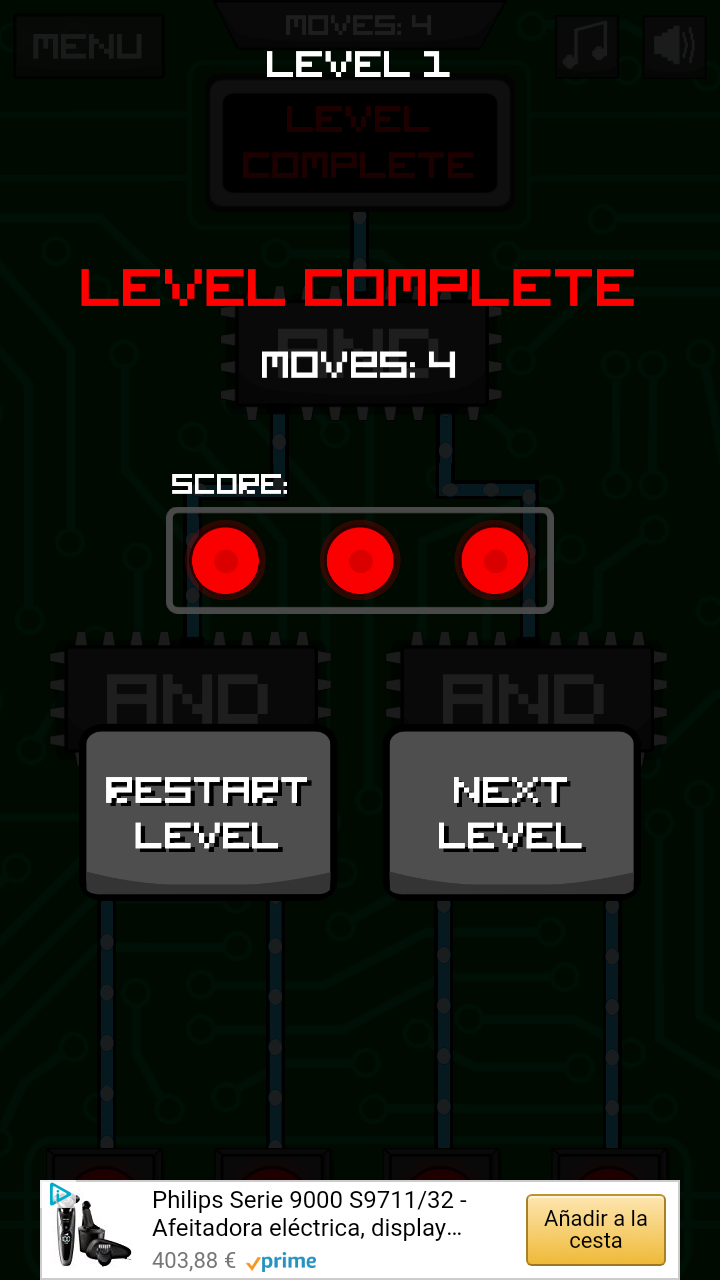 MENU
MOVES: 4
LEVEL 1
LEVEL
COMPLETE
LEVEL COMPLETE
AND
MOVES: 4
SCORE:
AND
AND
RESTART
LEVEL
NEXT
LEVEL
Philips Serie 9000 S9711/32 -
Afeitadora eléctrica, display...
403,88 € prime
Añadir a la
cesta